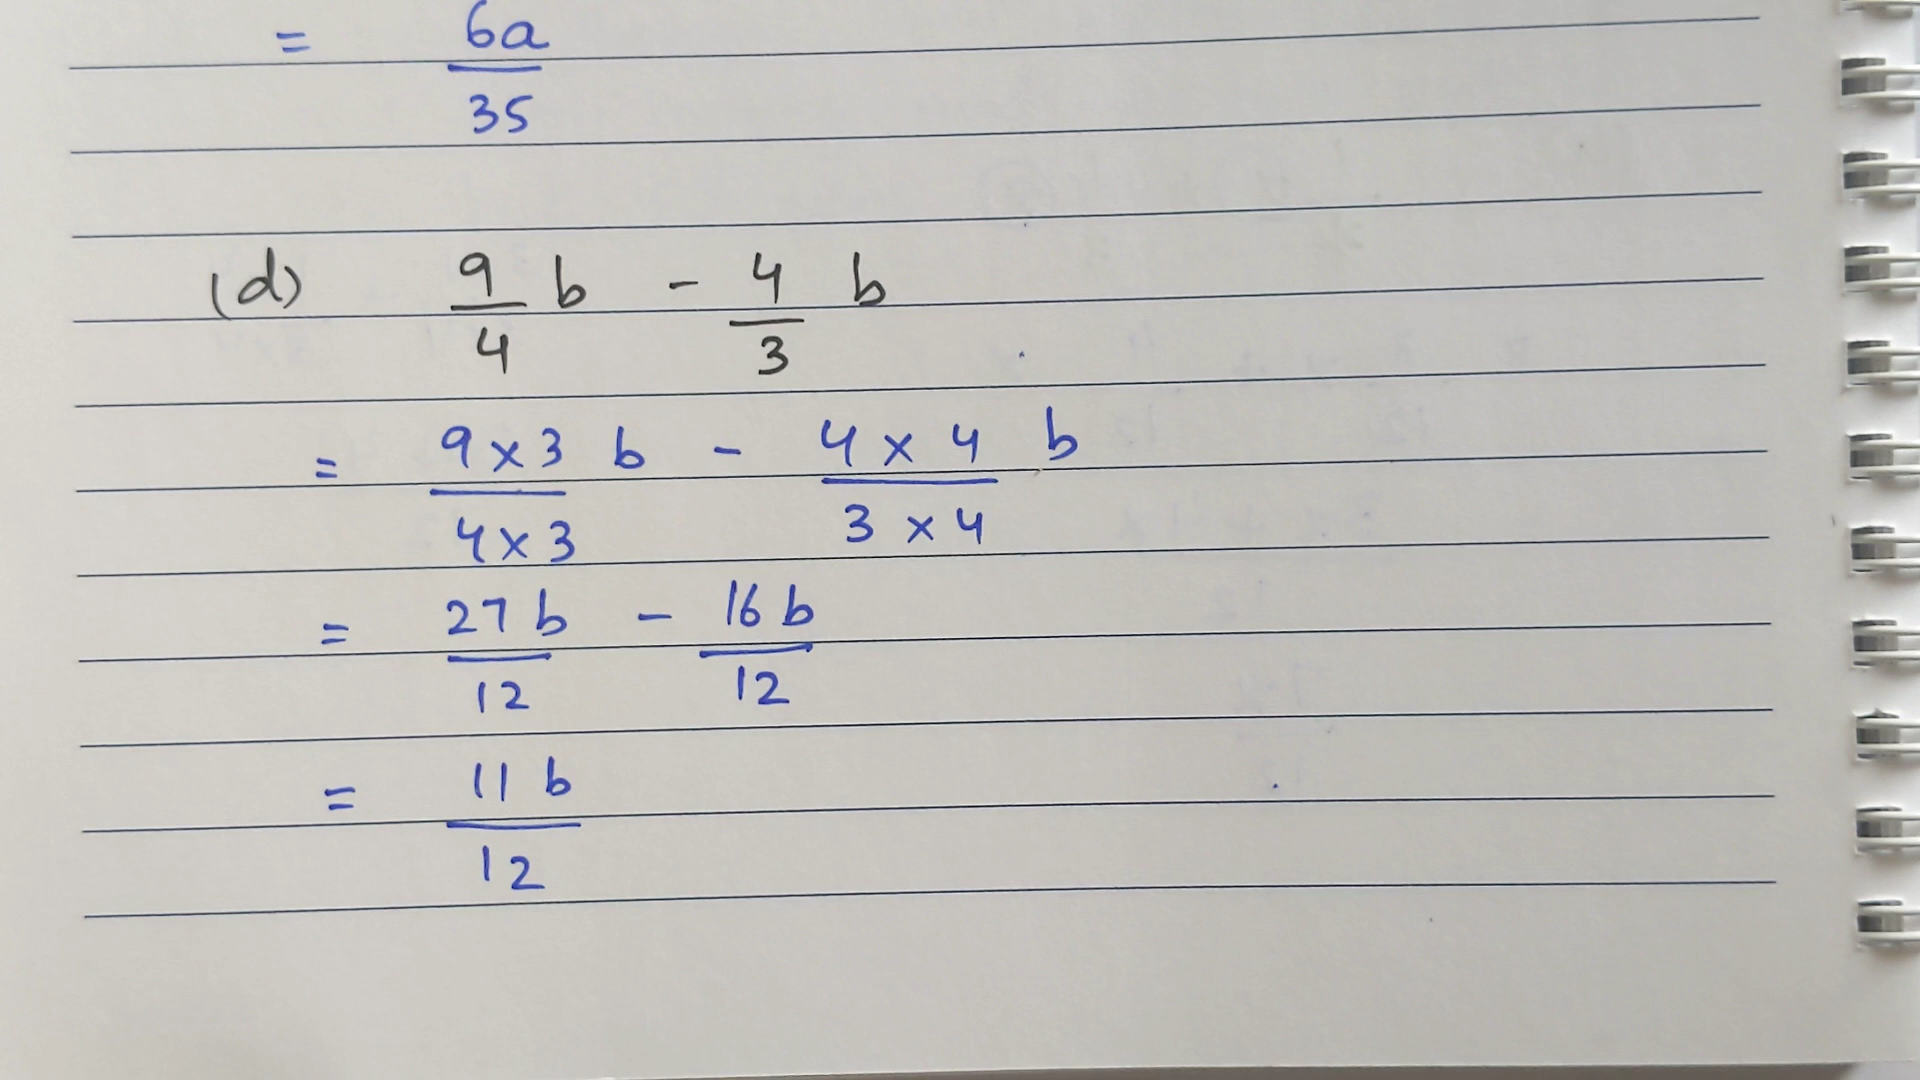 = 6a/35
(d) 9/4 b - 4/3 b
= 9×3/4×3 b - 4×4/3×4 b
= 27b/12 - 16b/12
= 11b/12